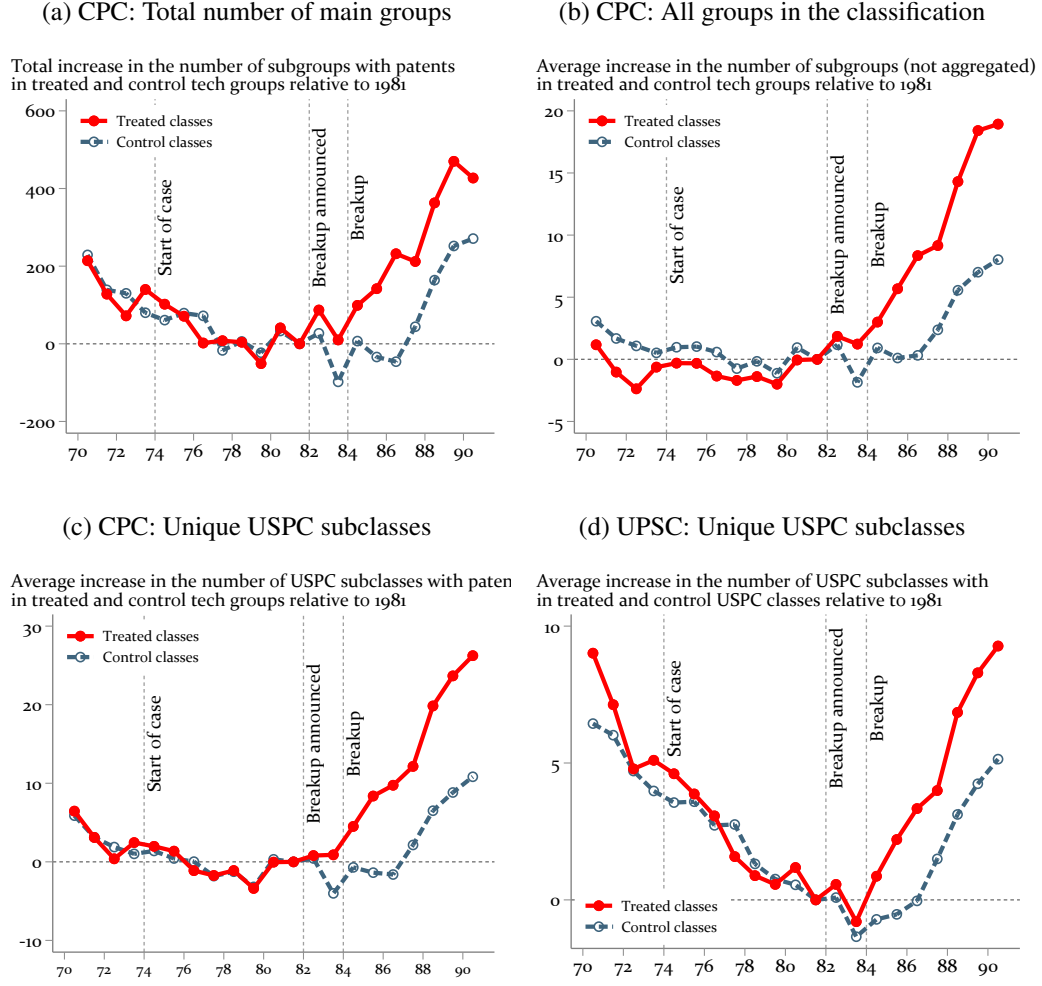 (a) CPC: Total number of main groups
Total increase in the number of subgroups with patents
in treated and control tech groups relative to 1981
600
400
200
0
-200
Treated classes
Control classes
Start of case
Breakup announced
Breakup
70 72 74 76 78 80 82 84 86 88 90
(b) CPC: All groups in the classification
Average increase in the number of subgroups (not aggregated)
in treated and control tech groups relative to 1981
20
15
10
5
0
-5
Treated classes
Control classes
Start of case
Breakup announced
Breakup
70 72 74 76 78 80 82 84 86 88 90
(c) CPC: Unique USPC subclasses
Average increase in the number of USPC subclasses with paten
in treated and control tech groups relative to 1981
30
20
10
0
-10
Treated classes
Control classes
Start of case
Breakup announced
Breakup
70 72 74 76 78 80 82 84 86 88 90
(d) UPSC: Unique USPC subclasses
Average increase in the number of USPC subclasses with
in treated and control USPC classes relative to 1981
10
5
0
Start of case
Breakup announced
Breakup
Treated classes
Control classes
70 72 74 76 78 80 82 84 86 88 90